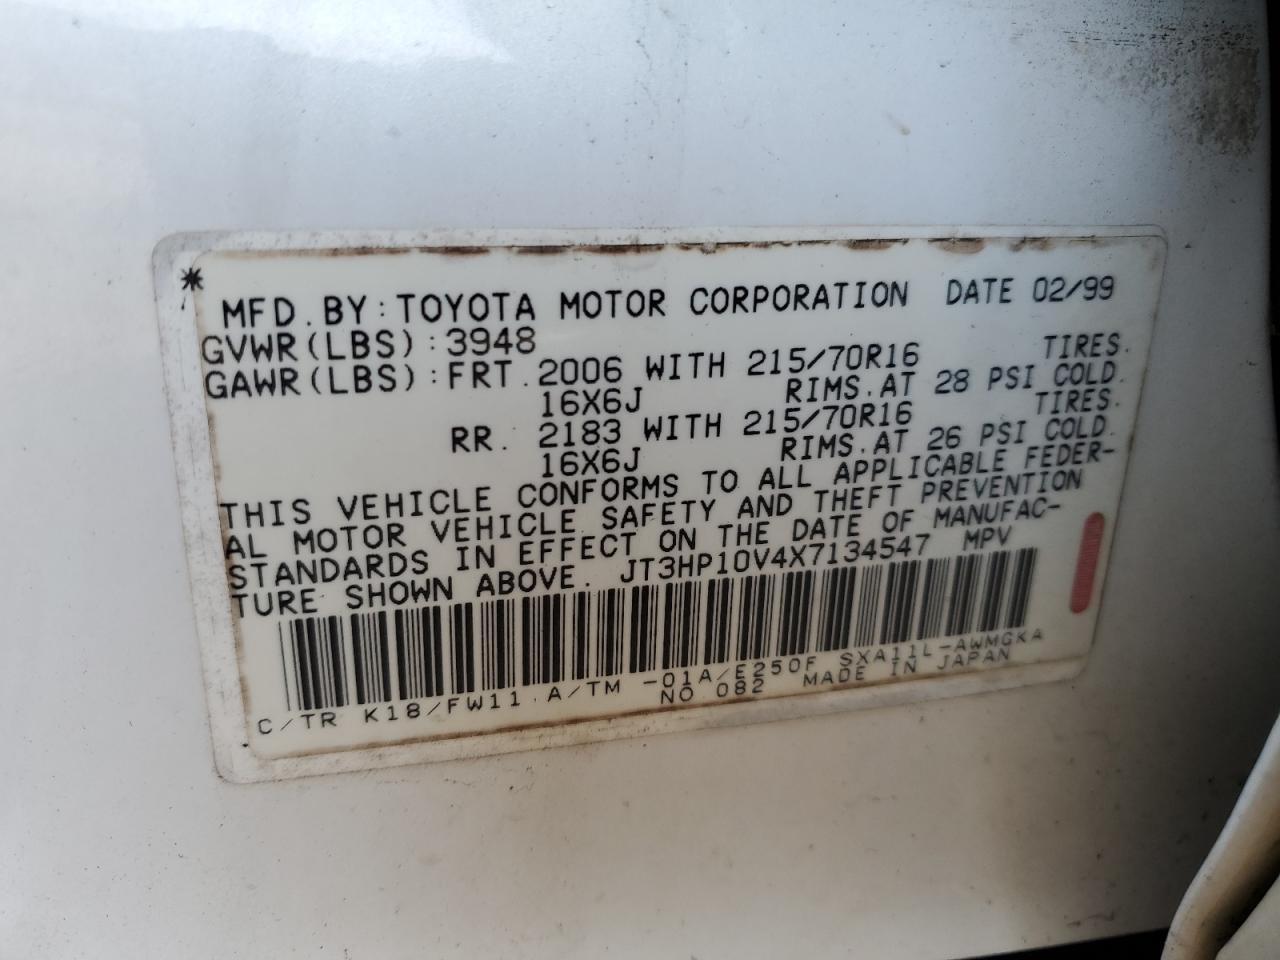 MFD. BY: TOYOTA MOTOR CORPORATION DATE 02/99
GVWR(LBS): 3948
GAWR(LBS): FRT. 2006 WITH 215/70R16 TIRES.
16X6J RIMS. AT 28 PSI COLD.
RR. 2183 WITH 215/70R16 TIRES.
16X6J RIMS. AT 26 PSI COLD.
THIS VEHICLE CONFORMS TO ALL APPLICABLE FEDER-
AL MOTOR VEHICLE SAFETY AND THEFT PREVENTION
STANDARDS IN EFFECT ON THE DATE OF MANUFAC-
TURE SHOWN ABOVE. JT3HP10V4X7134547 MPV
C/TR K18/FW11 A/TM -01A/E250F SXA11L-AWMGKA
NO 082 MADE IN JAPAN